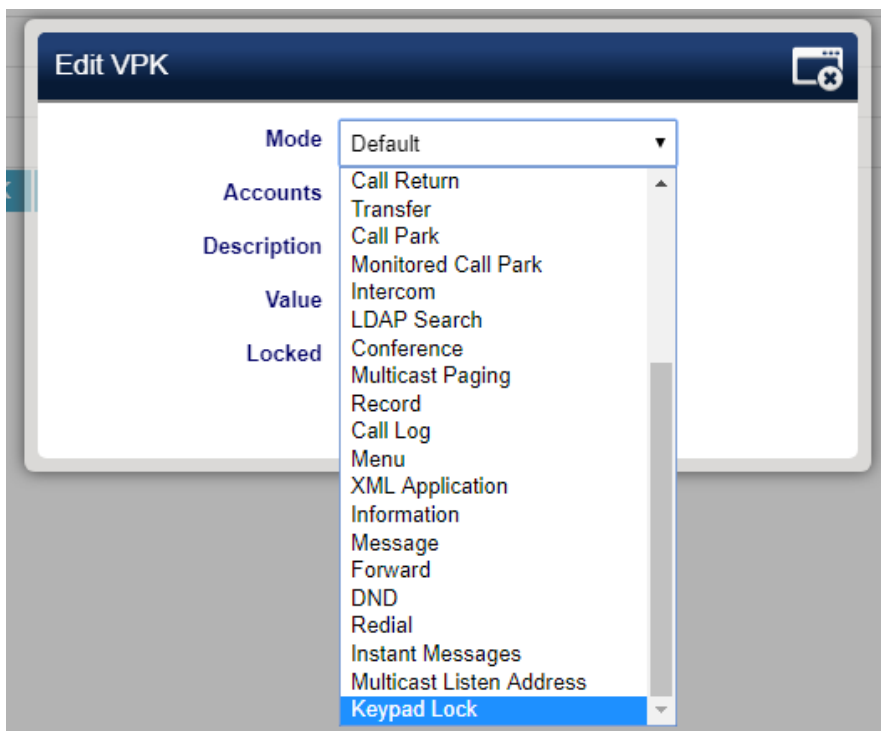 Edit VPK
Mode
Default
Accounts
Description
Value
Locked
Call Return
Transfer
Call Park
Monitored Call Park
Intercom
LDAP Search
Conference
Multicast Paging
Record
Call Log
Menu
XML Application
Information
Message
Forward
DND
Redial
Instant Messages
Multicast Listen Address
Keypad Lock